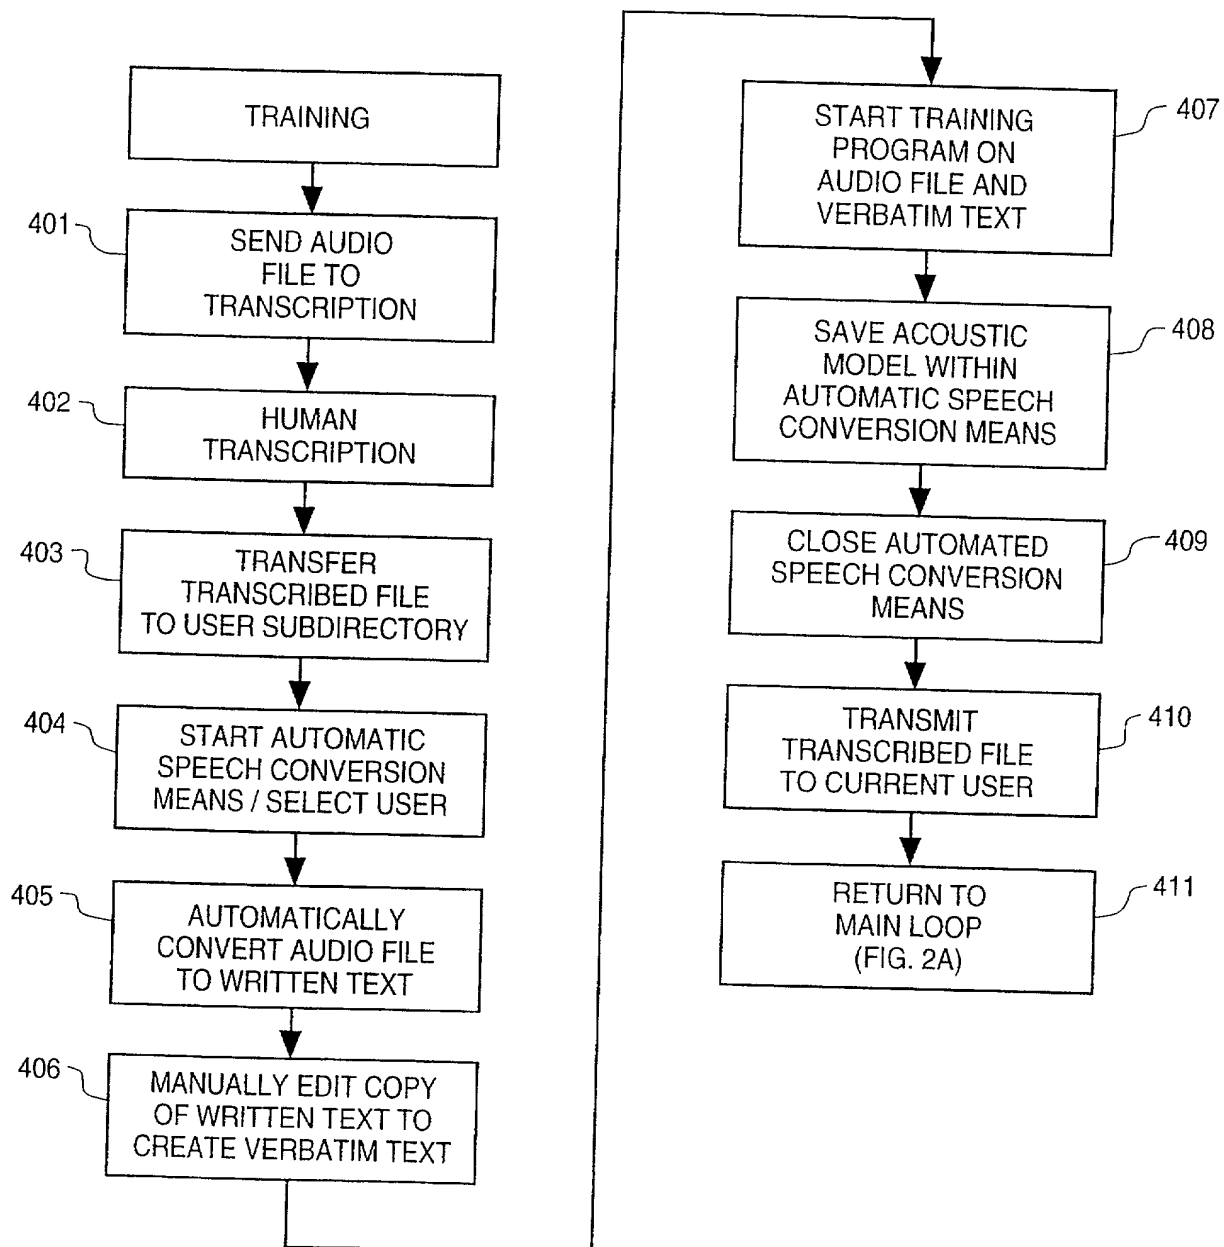 TRAINING
401
SEND AUDIO
FILE TO
TRANSCRIPTION
402
HUMAN
TRANSCRIPTION
403
TRANSFER
TRANSCRIBED FILE
TO USER SUBDIRECTORY
404
START AUTOMATIC
SPEECH CONVERSION
MEANS / SELECT USER
405
AUTOMATICALLY
CONVERT AUDIO FILE
TO WRITTEN TEXT
406
MANUALLY EDIT COPY
OF WRITTEN TEXT TO
CREATE VERBATIM TEXT
407
START TRAINING
PROGRAM ON
AUDIO FILE AND
VERBATIM TEXT
408
SAVE ACOUSTIC
MODEL WITHIN
AUTOMATIC SPEECH
CONVERSION MEANS
409
CLOSE AUTOMATED
SPEECH CONVERSION
MEANS
410
TRANSMIT
TRANSCRIBED FILE
TO CURRENT USER
411
RETURN TO
MAIN LOOP
(FIG. 2A)